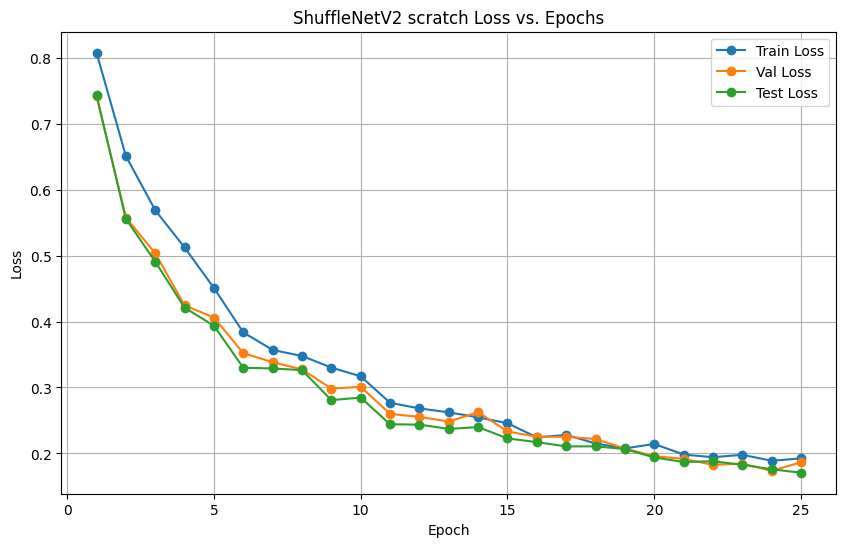 ShuffleNetV2 scratch Loss vs. Epochs
Train Loss
Val Loss
Test Loss
0.8
0.7
0.6
0.5
0.4
0.3
0.2
Loss
0
5
10
15
20
25
Epoch